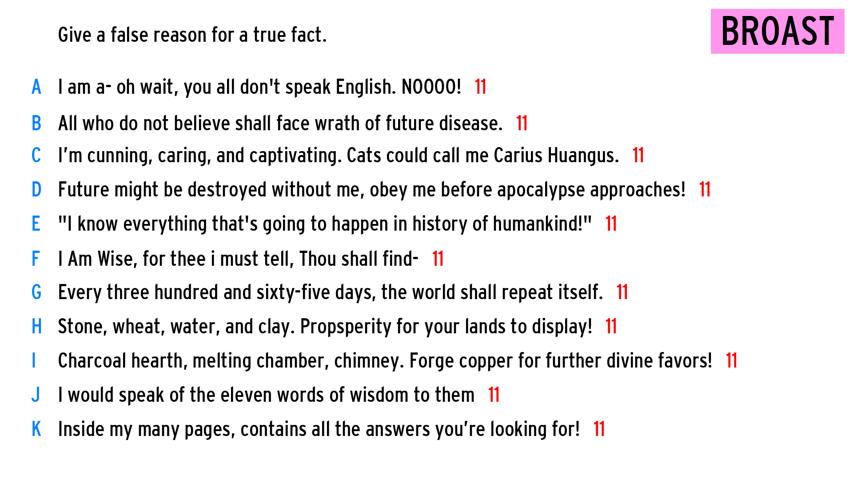 Give a false reason for a true fact.
BROAST
A I am a- oh wait, you all don't speak English. NOOOO! 11
B All who do not believe shall face wrath of future disease. 11
C I'm cunning, caring, and captivating. Cats could call me Carius Huangus. 11
D Future might be destroyed without me, obey me before apocalypse approaches! 11
E "I know everything that's going to happen in history of humankind!" 11
F I Am Wise, for thee i must tell, Thou shall find- 11
G Every three hundred and sixty-five days, the world shall repeat itself. 11
H Stone, wheat, water, and clay. Propsperity for your lands to display! 11
I Charcoal hearth, melting chamber, chimney. Forge copper for further divine favors! 11
J I would speak of the eleven words of wisdom to them 11
K Inside my many pages, contains all the answers you’re looking for! 11